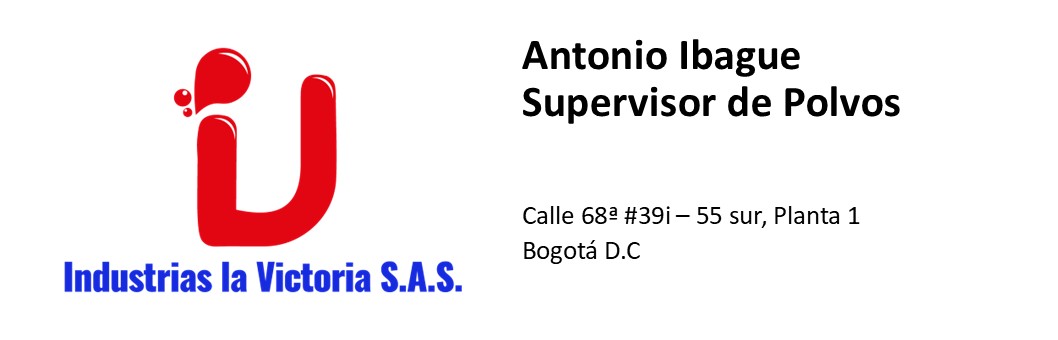 Antonio Ibague
Supervisor de Polvos
Calle 68ª #39i – 55 sur, Planta 1
Bogotá D.C
Industrias la Victoria S.A.S.